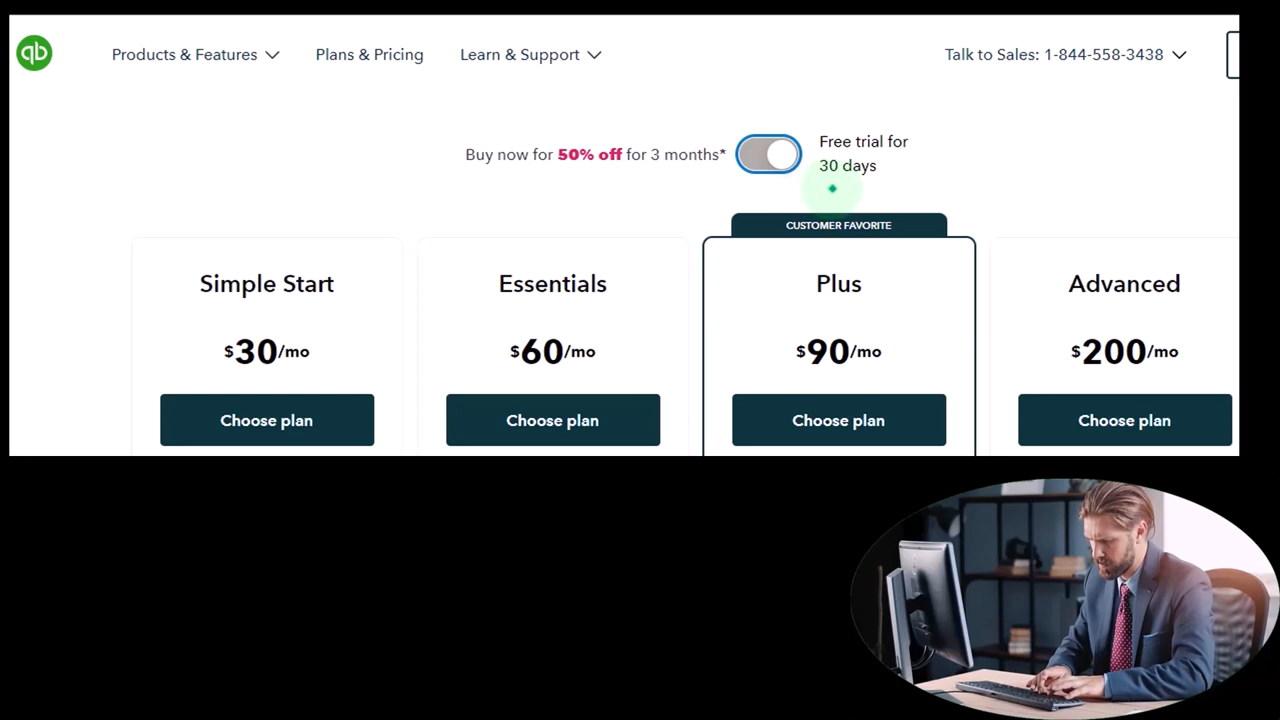 qb Products & Features Plans & Pricing Learn & Support Talk to Sales: 1-844-558-3438
Buy now for 50% off for 3 months*
Free trial for
30 days
CUSTOMER FAVORITE
Simple Start Essentials Plus Advanced
$30/mo $60/mo $90/mo $200/mo
Choose plan Choose plan Choose plan Choose plan